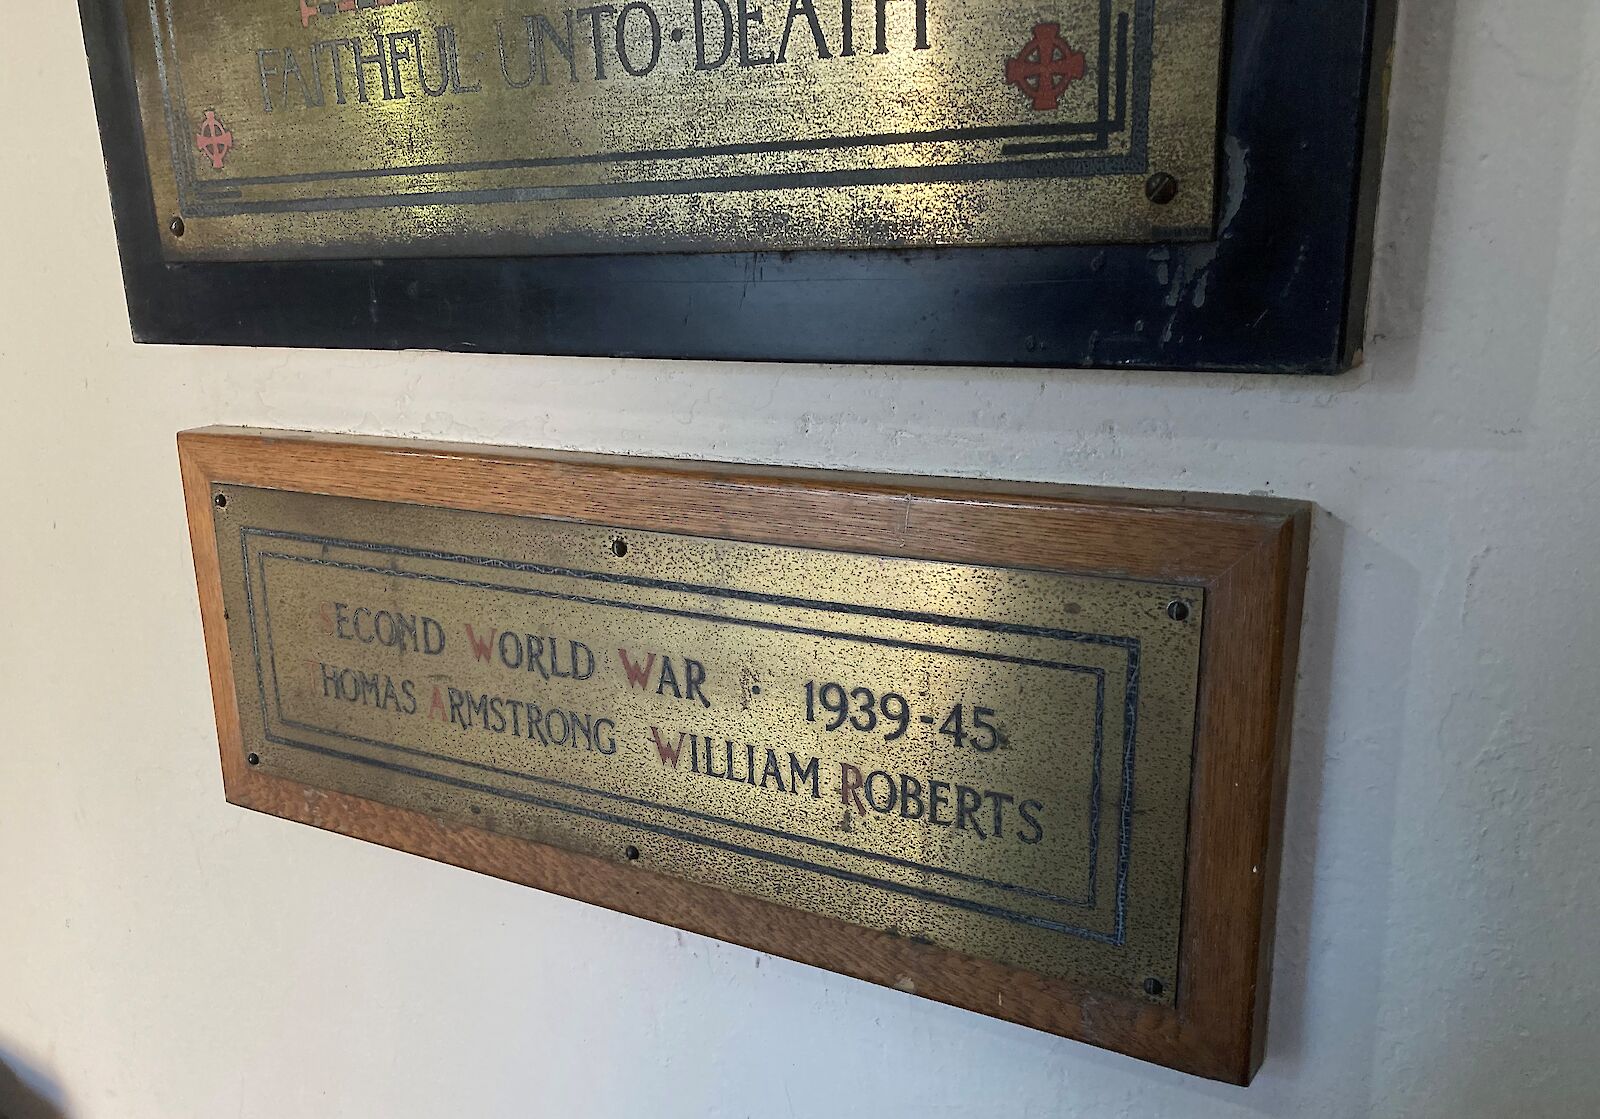 FAITHFUL·UNTO·DEATH
SECOND WORLD WAR · 1939-45
THOMAS ARMSTRONG WILLIAM ROBERTS